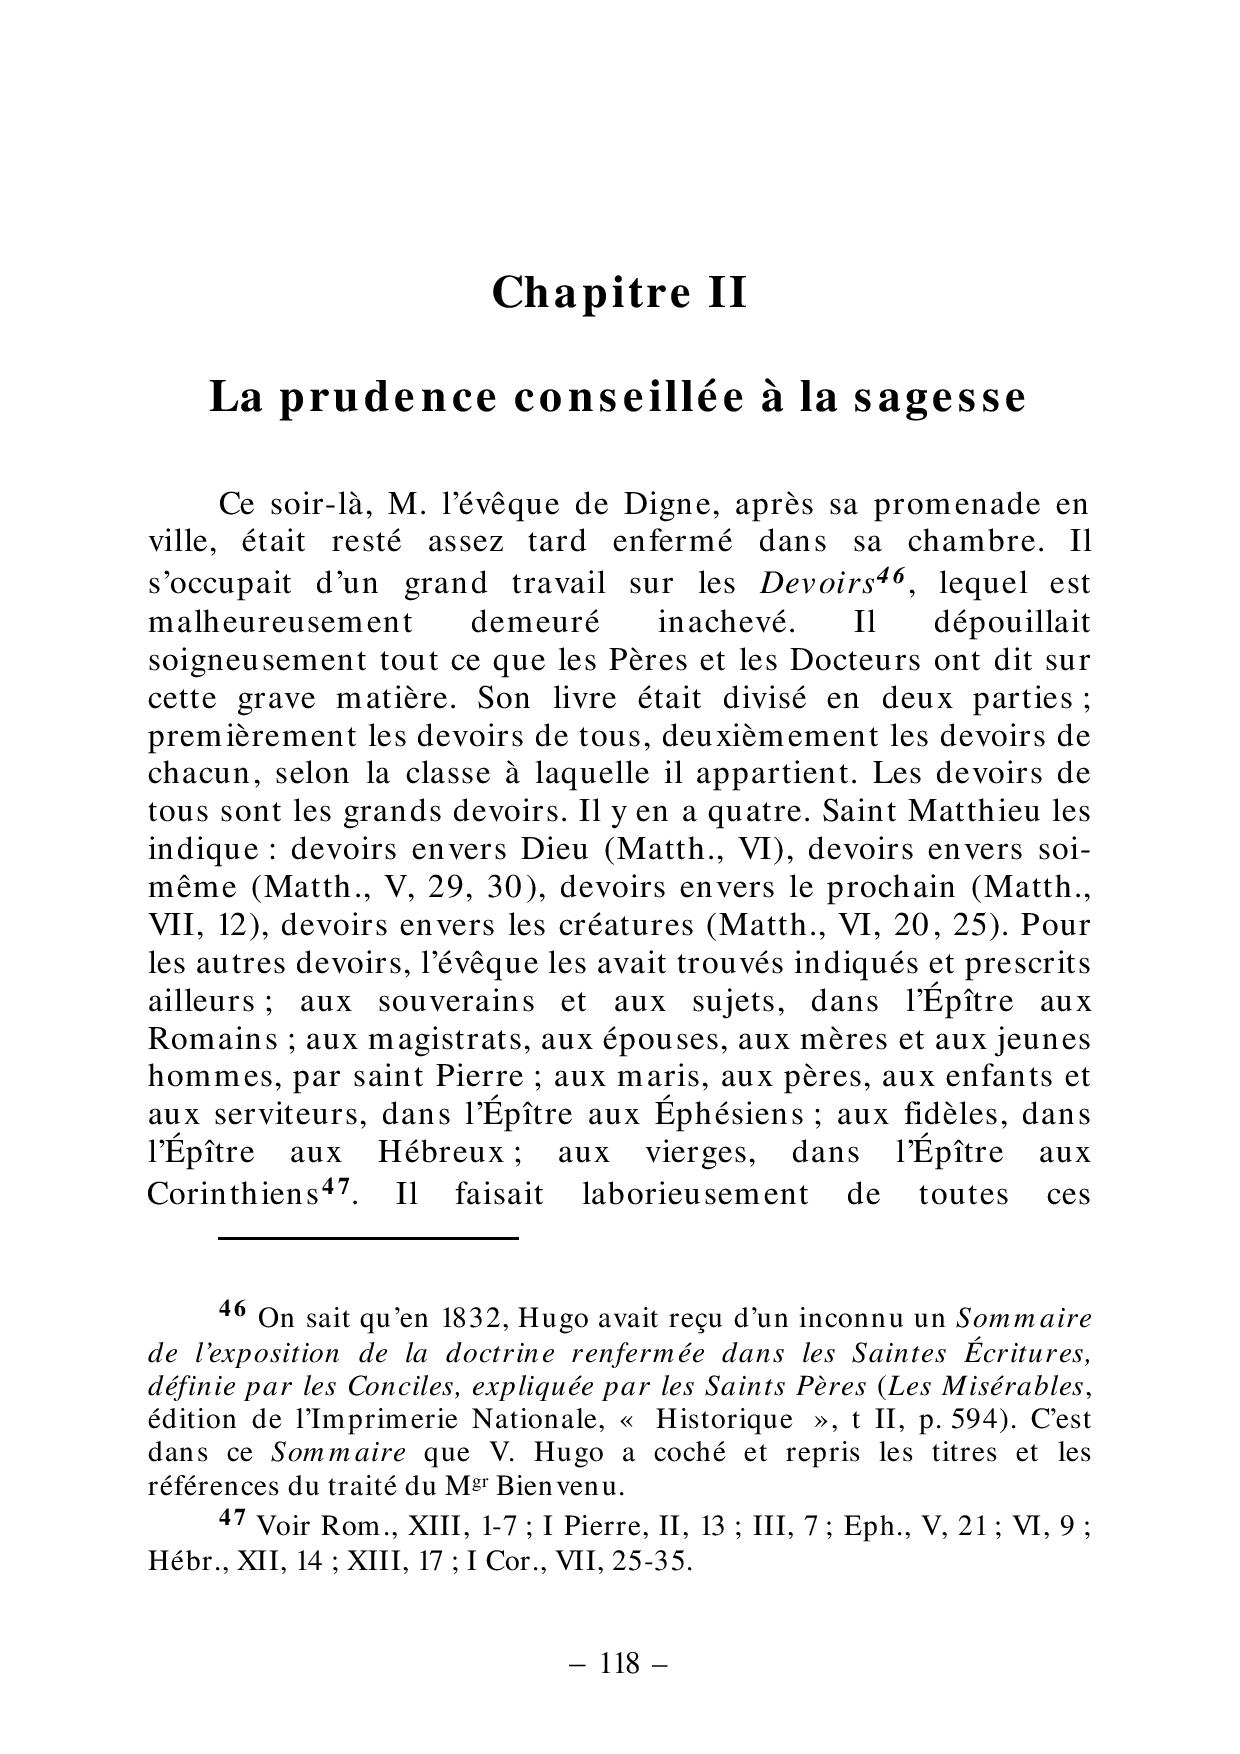 Chapitre II
La prudence conseillée à la sagesse
Ce soir-là, M. l’évêque de Digne, après sa promenade en
ville, était resté assez tard enfermé dans sa chambre. Il
s’occupait d’un grand travail sur les Devoirs46, lequel est
malheureusement demeuré inachevé. Il dépouillait
soigneusement tout ce que les Pères et les Docteurs ont dit sur
cette grave matière. Son livre était divisé en deux parties ;
premièrement les devoirs de tous, deuxièmement les devoirs de
chacun, selon la classe à laquelle il appartient. Les devoirs de
tous sont les grands devoirs. Il y en a quatre. Saint Matthieu les
indique : devoirs envers Dieu (Matth., VI), devoirs envers soi-
même (Matth., V, 29, 30), devoirs envers le prochain (Matth.,
VII, 12), devoirs envers les créatures (Matth., VI, 20, 25). Pour
les autres devoirs, l’évêque les avait trouvés indiqués et prescrits
ailleurs ; aux souverains et aux sujets, dans l’Épître aux
Romains ; aux magistrats, aux épouses, aux mères et aux jeunes
hommes, par saint Pierre ; aux maris, aux pères, aux enfants et
aux serviteurs, dans l’Épître aux Éphésiens ; aux fidèles, dans
l’Épître aux Hébreux ; aux vierges, dans l’Épître aux
Corinthiens47. Il faisait laborieusement de toutes ces
46 On sait qu’en 1832, Hugo avait reçu d’un inconnu un Sommaire
de l’exposition de la doctrine renfermée dans les Saintes Écritures,
définie par les Conciles, expliquée par les Saints Pères (Les Misérables,
édition de l’Imprimerie Nationale, « Historique », t II, p. 594). C’est
dans ce Sommaire que V. Hugo a coché et repris les titres et les
références du traité du Mgr Bienvenu.
47 Voir Rom., XIII, 1-7 ; I Pierre, II, 13 ; III, 7 ; Eph., V, 21 ; VI, 9 ;
Hébr., XII, 14 ; XIII, 17 ; I Cor., VII, 25-35.
– 118 –